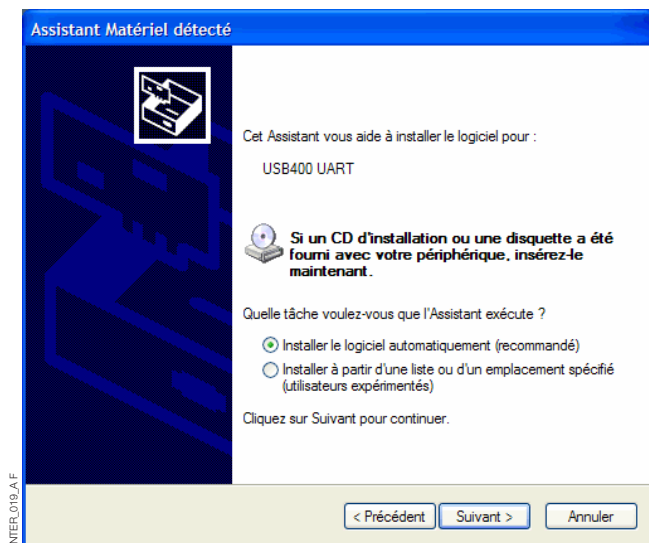 Assistant Matériel détecté
Cet Assistant vous aide à installer le logiciel pour :
USB400 UART
Si un CD d'installation ou une disquette a été
fourni avec votre périphérique, insérez-le
maintenant.
Quelle tâche voulez-vous que l'Assistant exécute ?
Installer le logiciel automatiquement (recommandé)
Installer à partir d'une liste ou d'un emplacement spécifié
(utilisateurs expérimentés)
Cliquez sur Suivant pour continuer.
< Précédent
Suivant >
Annuler
NTER_019_A F